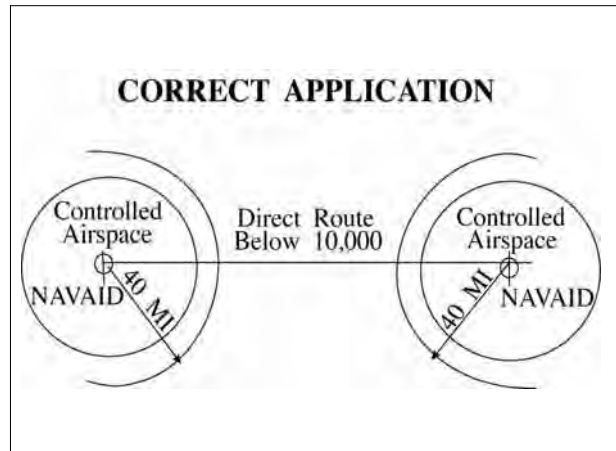 CORRECT APPLICATION
Controlled
Airspace
NAVAID
40 MI
Direct Route
Below 10,000
Controlled
Airspace
NAVAID
40 MI